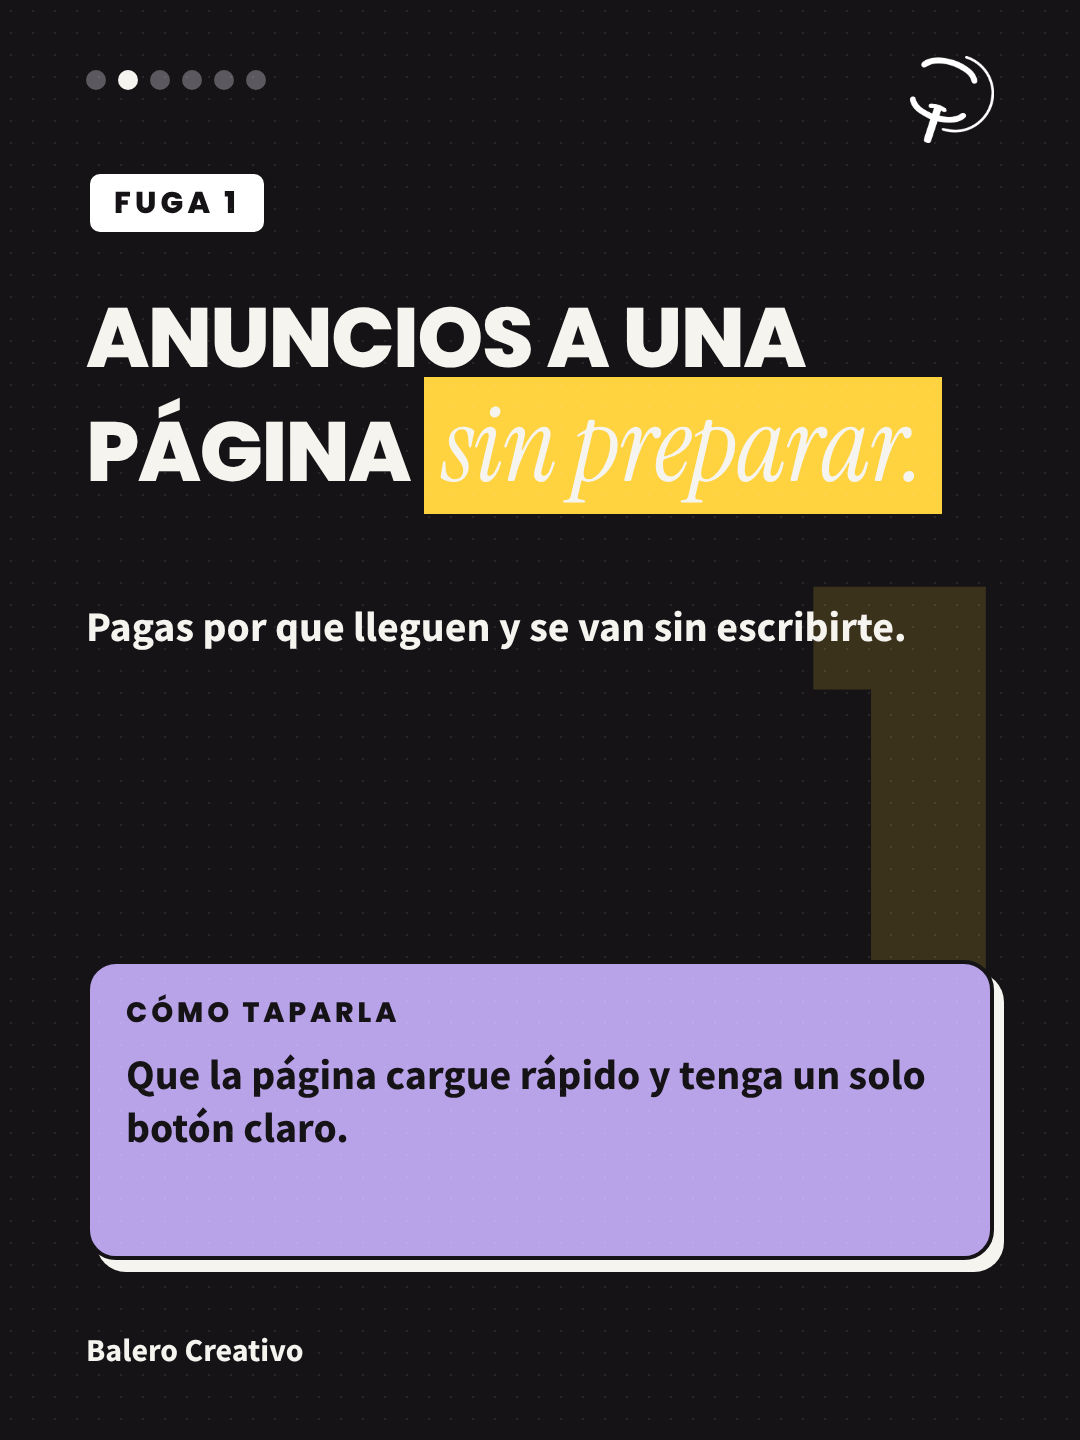 FUGA 1
ANUNCIOS A UNA
PÁGINA sin preparar.
Pagas por que lleguen y se van sin escribirte.
1
CÓMO TAPARLA
Que la página cargue rápido y tenga un solo
botón claro.
Balero Creativo